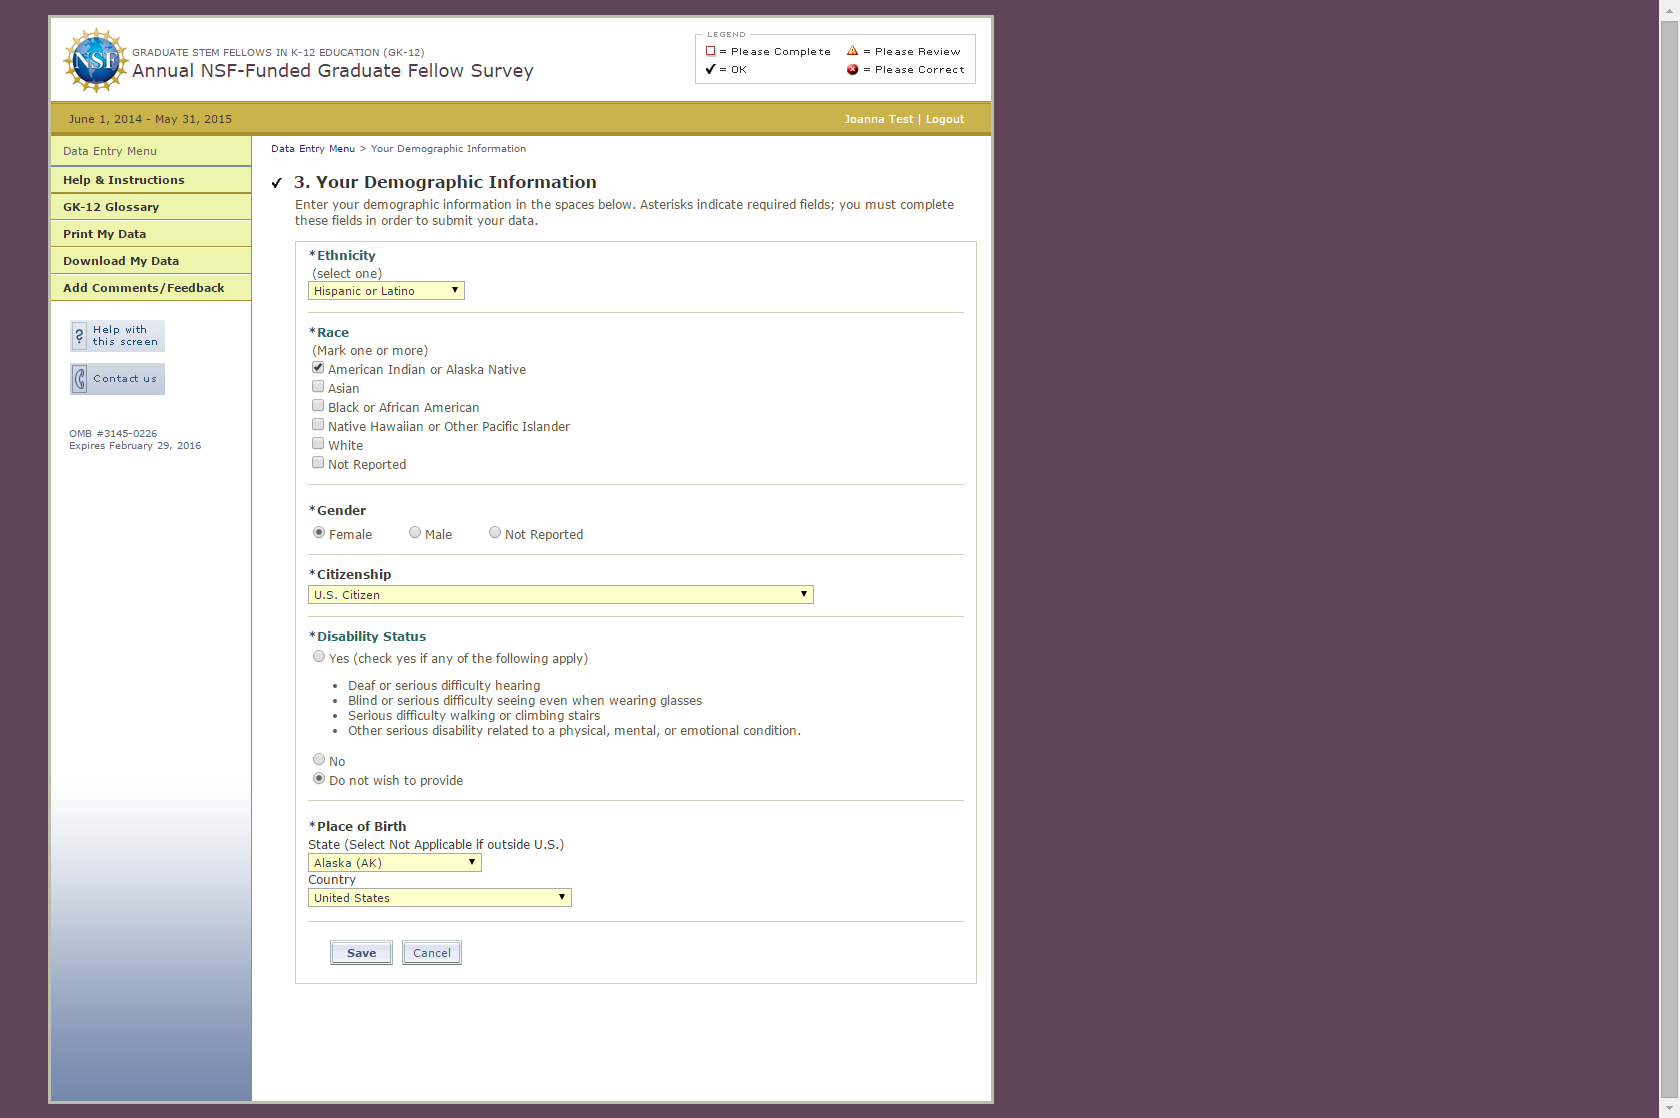 NSF
GRADUATE STEM FELLOWS IN K-12 EDUCATION (GK-12)
Annual NSF-Funded Graduate Fellow Survey
LEGEND
= Please Complete
= Please Review
= OK
= Please Correct
June 1, 2014 - May 31, 2015
Joanna Test | Logout
Data Entry Menu
Help & Instructions
GK-12 Glossary
Print My Data
Download My Data
Add Comments/Feedback
? Help with
this screen
Contact us
OMB #3145-0226
Expires February 29, 2016
Data Entry Menu > Your Demographic Information
3. Your Demographic Information
Enter your demographic information in the spaces below. Asterisks indicate required fields; you must complete
these fields in order to submit your data.
*Ethnicity
(select one)
Hispanic or Latino
*Race
(Mark one or more)
American Indian or Alaska Native
Asian
Black or African American
Native Hawaiian or Other Pacific Islander
White
Not Reported
*Gender
Female Male Not Reported
*Citizenship
U.S. Citizen
*Disability Status
Yes (check yes if any of the following apply)
• Deaf or serious difficulty hearing
• Blind or serious difficulty seeing even when wearing glasses
• Serious difficulty walking or climbing stairs
• Other serious disability related to a physical, mental, or emotional condition.
No
Do not wish to provide
*Place of Birth
State (Select Not Applicable if outside U.S.)
Alaska (AK)
Country
United States
Save Cancel